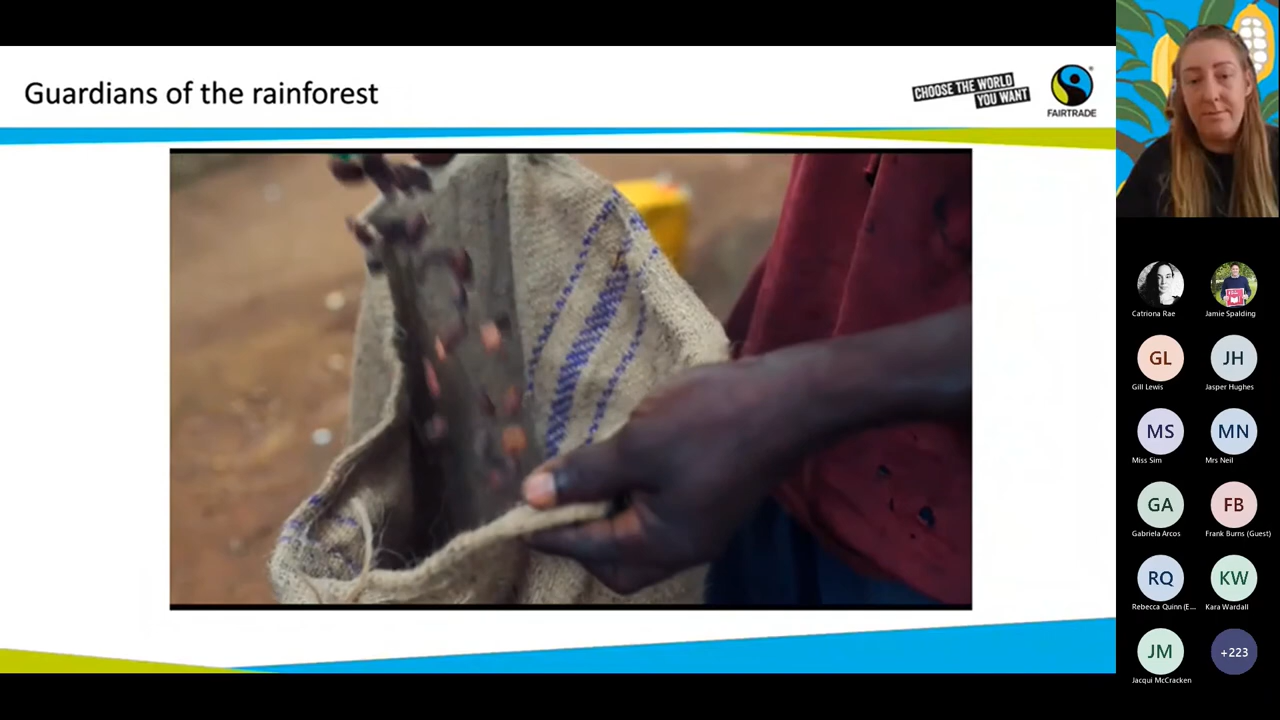 Guardians of the rainforest
CHOOSE THE WORLD
YOU WANT
FAIRTRADE
Catriona Rae
Jamie Spalding
GL
JH
Gill Lewis
Jasper Hughes
MS
MN
Miss Sim
Mrs Neil
GA
FB
Gabriela Arcos
Frank Burns (Guest)
RQ
KW
Rebecca Quinn (E...
Kara Wardall
JM
+223
Jacqui McCracken